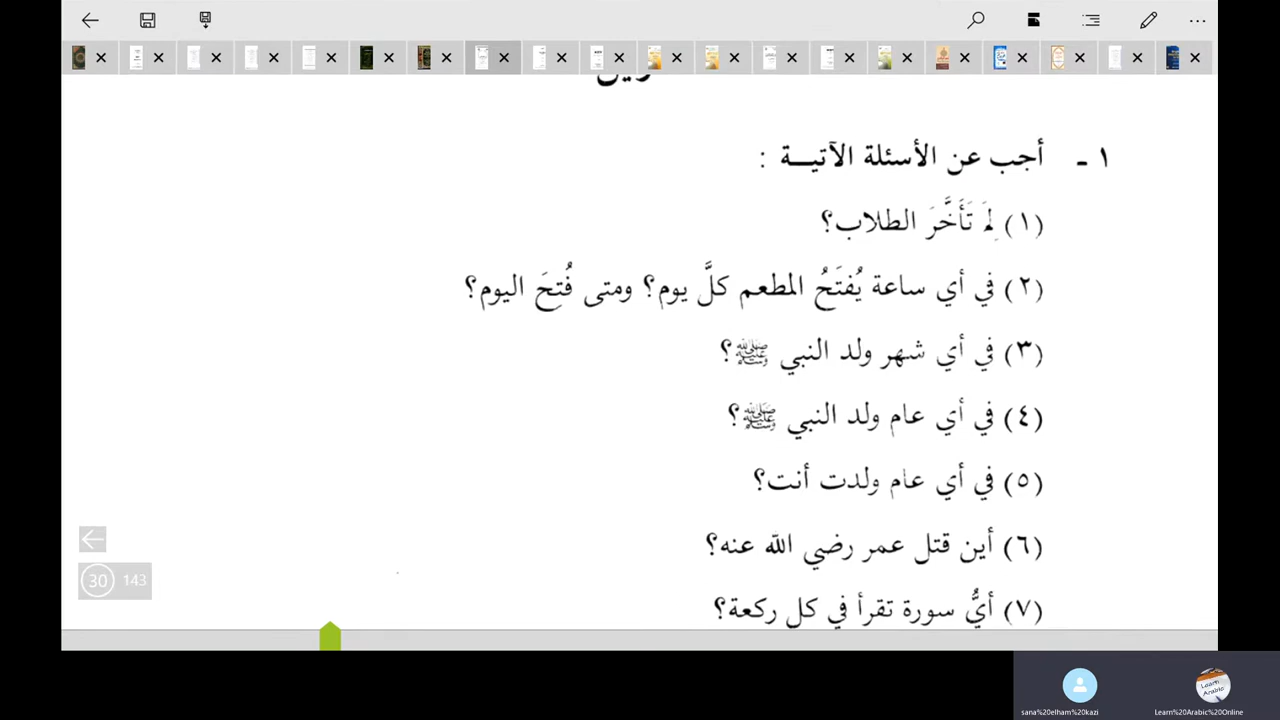 ١ - أجب عن الأسئلة الآتيـــة :
(١) لِمَ تَأَخَّرَ الطلاب؟
(٢) في أي ساعة يُفتَحُ المطعم كلَّ يوم؟ ومتى فُتِحَ اليوم؟
(٣) في أي شهر ولد النبي ﷺ؟
(٤) في أي عام ولد النبي ﷺ؟
(٥) في أي عام ولدت أنت؟
(٦) أين قتل عمر رضي الله عنه؟
(٧) أيُّ سورة تقرأ في كل ركعة؟
30 143
sana%20elham%20kazi
Learn Arabic
Learn%20Arabic%20Online